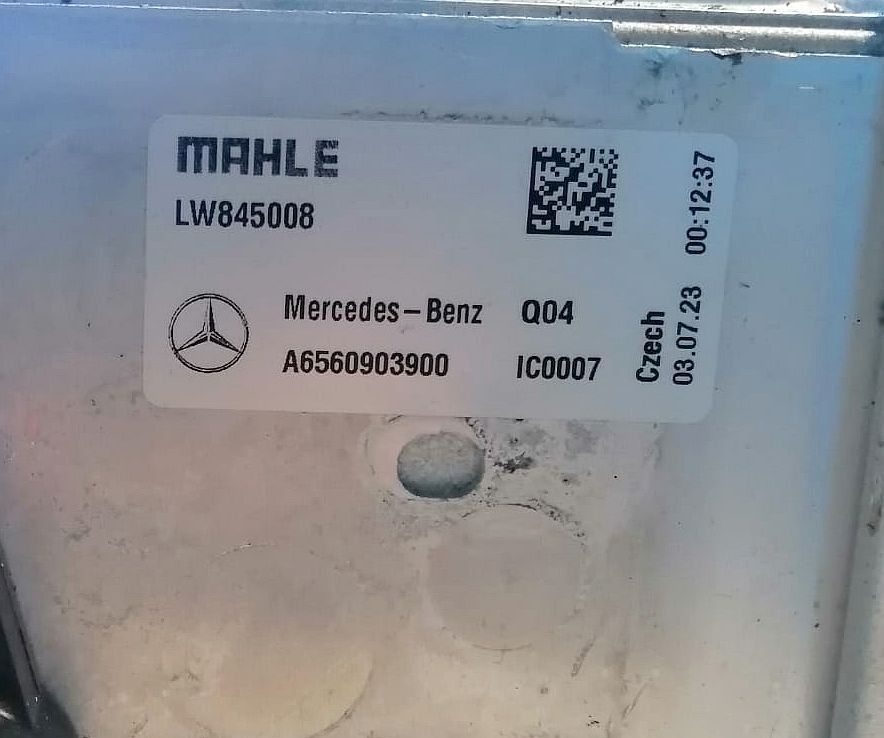 MAHLE
LW845008
Mercedes-Benz Q04
A6560903900 IC0007
Czech
03.07.23 00:12:37